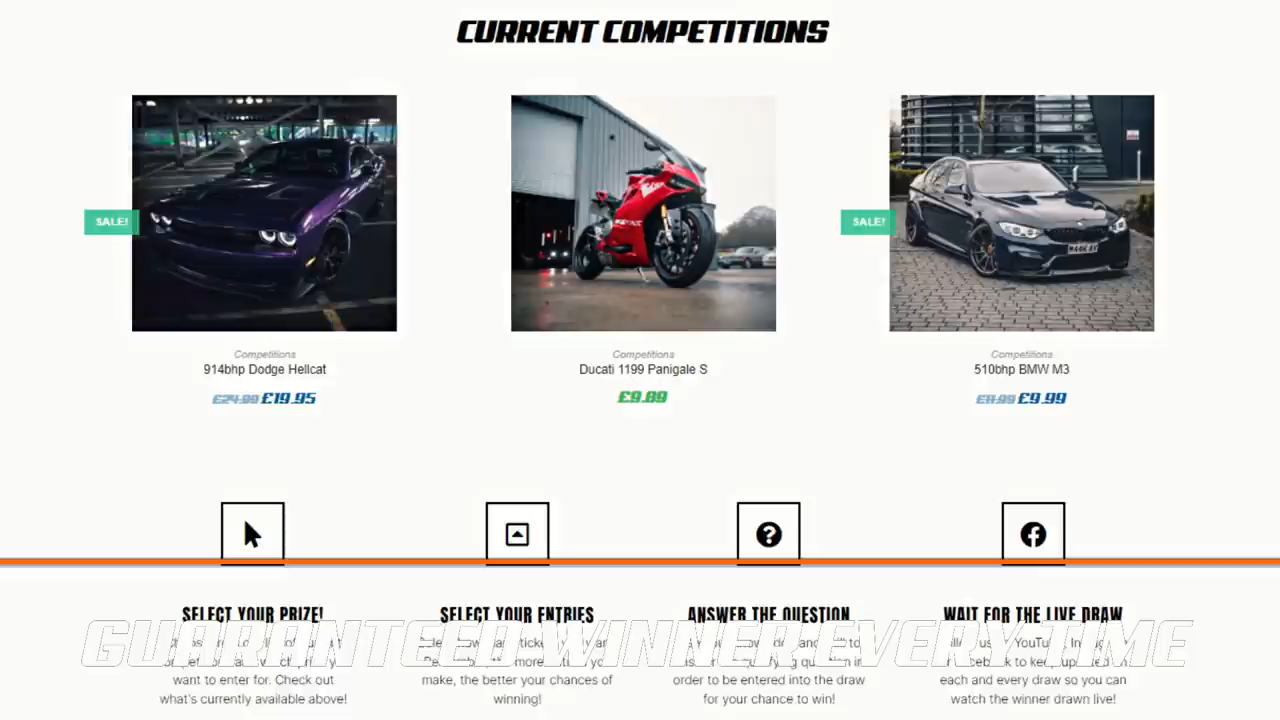 CURRENT COMPETITIONS
SALE!
SALE!
Competitions
914bhp Dodge Hellcat
£24.99 £19.95
Competitions
Ducati 1199 Panigale S
£9.89
Competitions
510bhp BMW M3
£11.99 £9.99
SELECT YOUR PRIZE!
want to enter for. Check out
what's currently available above!
SELECT YOUR ENTRIES
make, the better your chances of
winning!
ANSWER THE QUESTION
order to be entered into the draw
for your chance to win!
WAIT FOR THE LIVE DRAW
each and every draw so you can
watch the winner drawn live!
GUARANTEED WINNER EVERY TIME